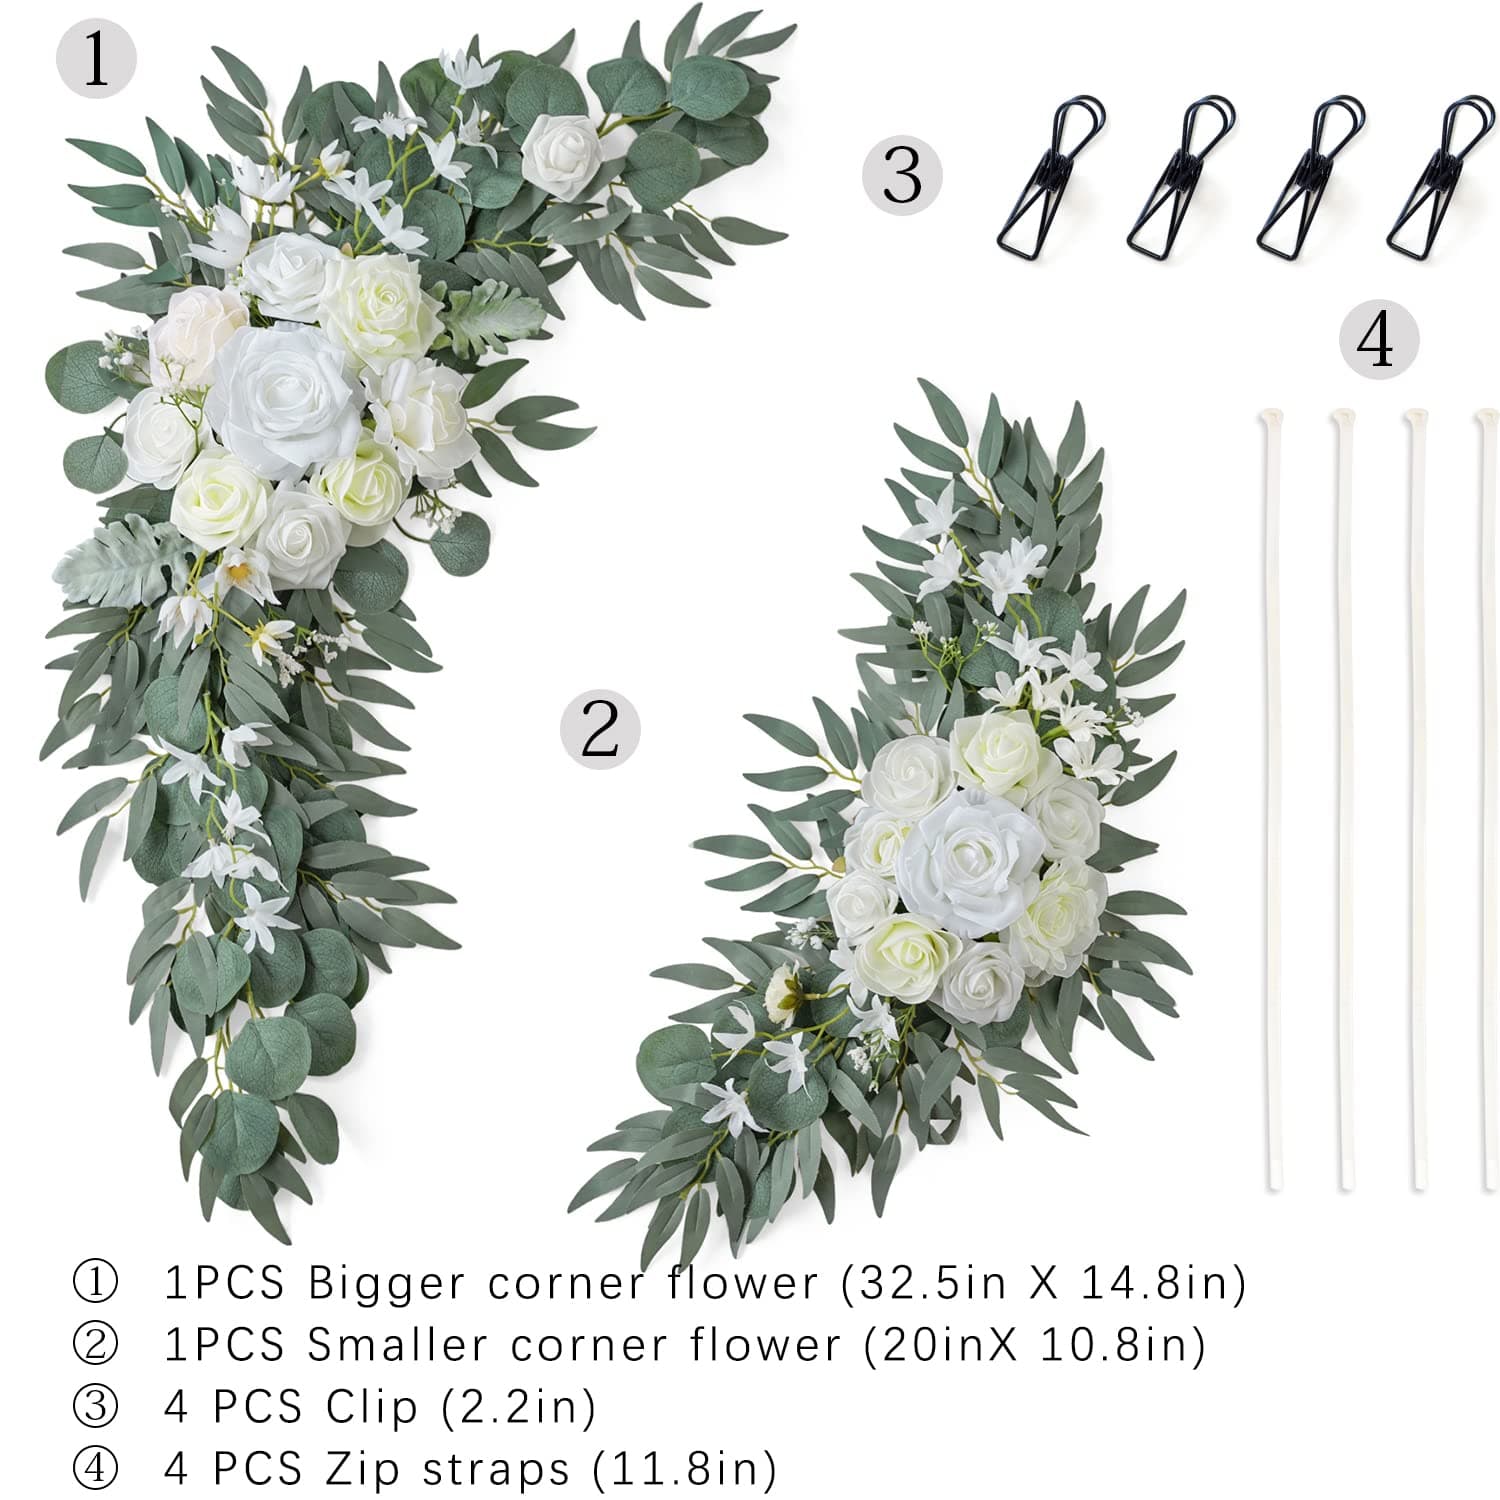 1
3
4
2
① 1PCS Bigger corner flower (32.5in X 14.8in)
② 1PCS Smaller corner flower (20inX 10.8in)
③ 4 PCS Clip (2.2in)
④ 4 PCS Zip straps (11.8in)